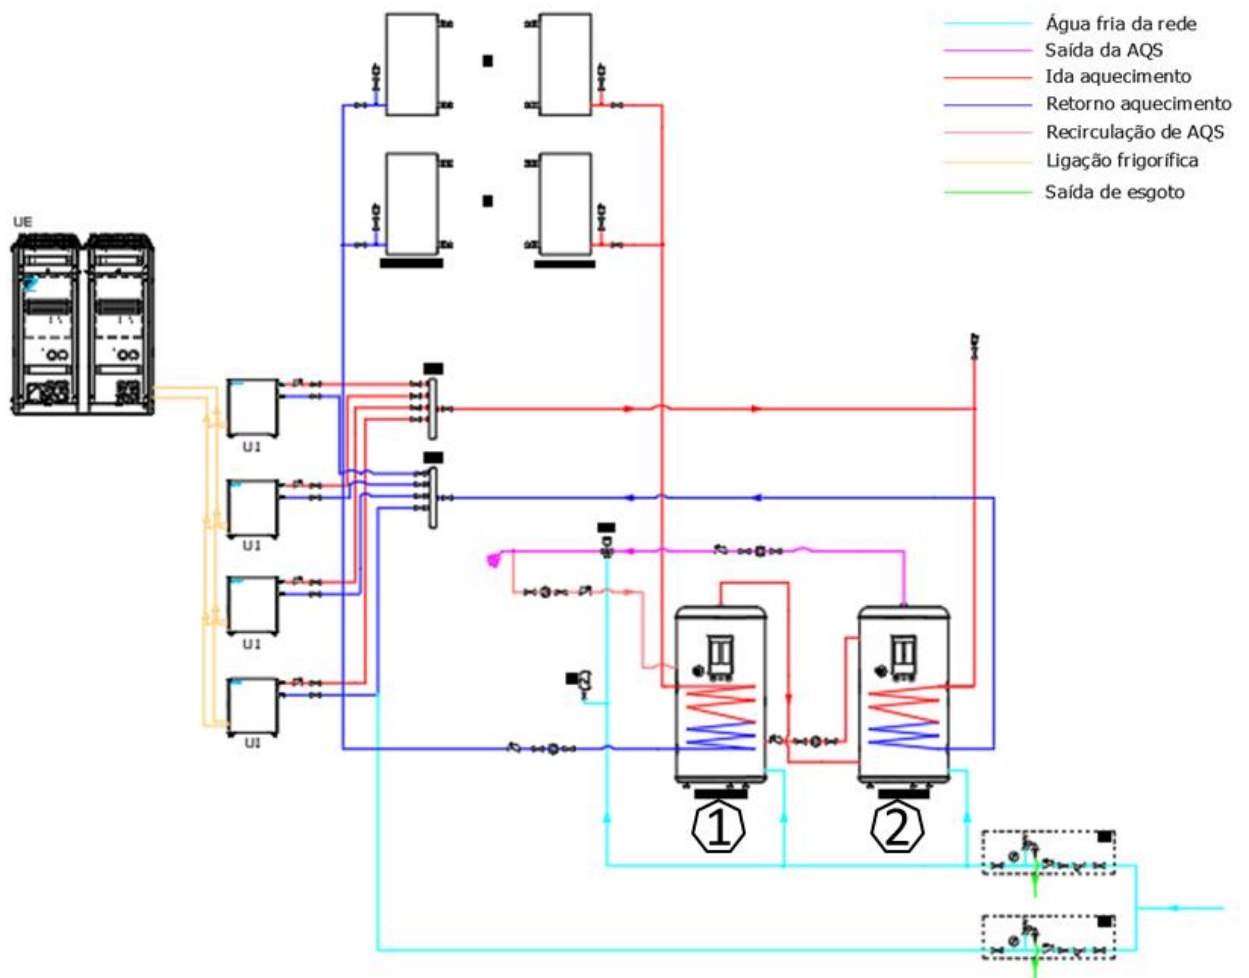 Água fria da rede
Saída da AQS
Ida aquecimento
Retorno aquecimento
Recirculação de AQS
Ligação frigorífica
Saída de esgoto
UE
UI
UI
UI
UI
1
2